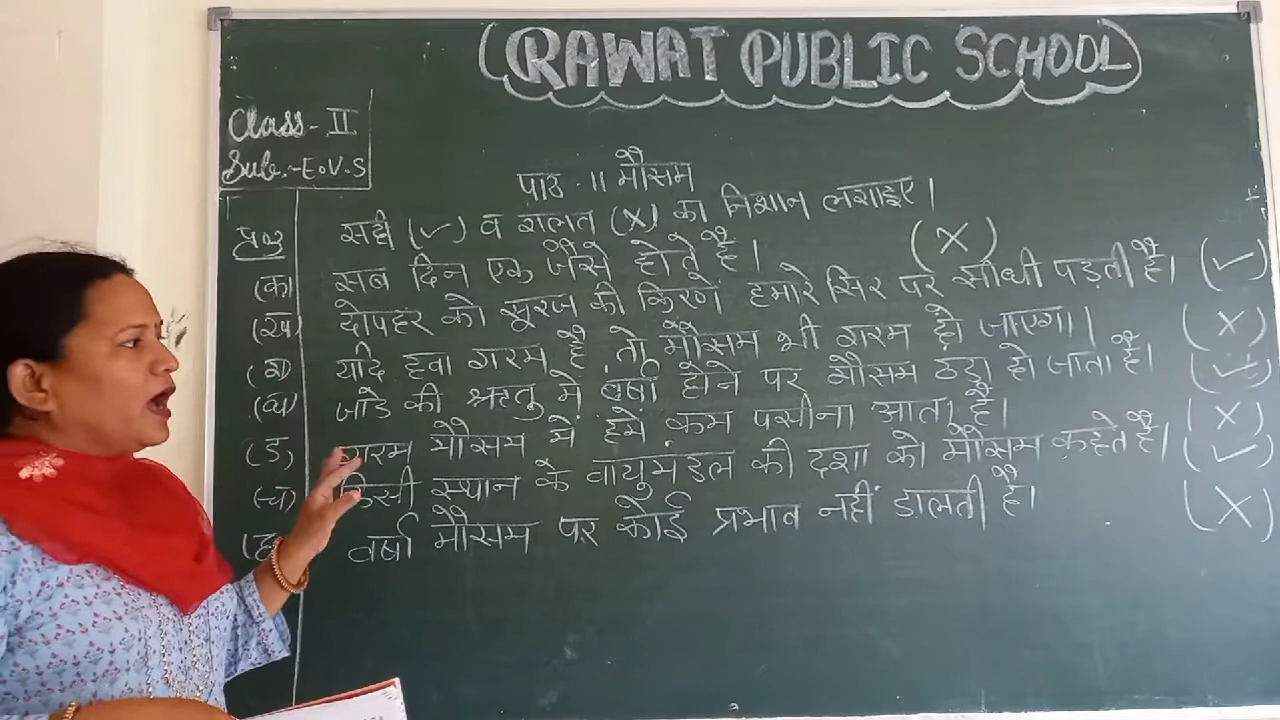 RAWAT PUBLIC SCHOOL
Class - II
Sub. - E.V.S
पाठ - 11 मौसम
सही (✓) व गलत (X) का निशान लगाइए।
(क) सब दिन एक जैसे होते है। (X)
(ख) दोपहर को सूरज की किरणें हमारे सिर पर सीधी पड़ती है। (✓)
(ग) यदि हवा गरम है, तो मौसम भी गरम हो जाएगा। (X)
(घ) जाडे की ऋतु में वर्षा होने पर मौसम ठंडा हो जाता है। (✓)
(ड) गरम मौसम में हमें कम पसीना आता है। (X)
(च) किसी स्थान के वायुमंडल की दशा को मौसम कहते है। (✓)
वर्षा मौसम पर कोई प्रभाव नहीं डालती है। (X)